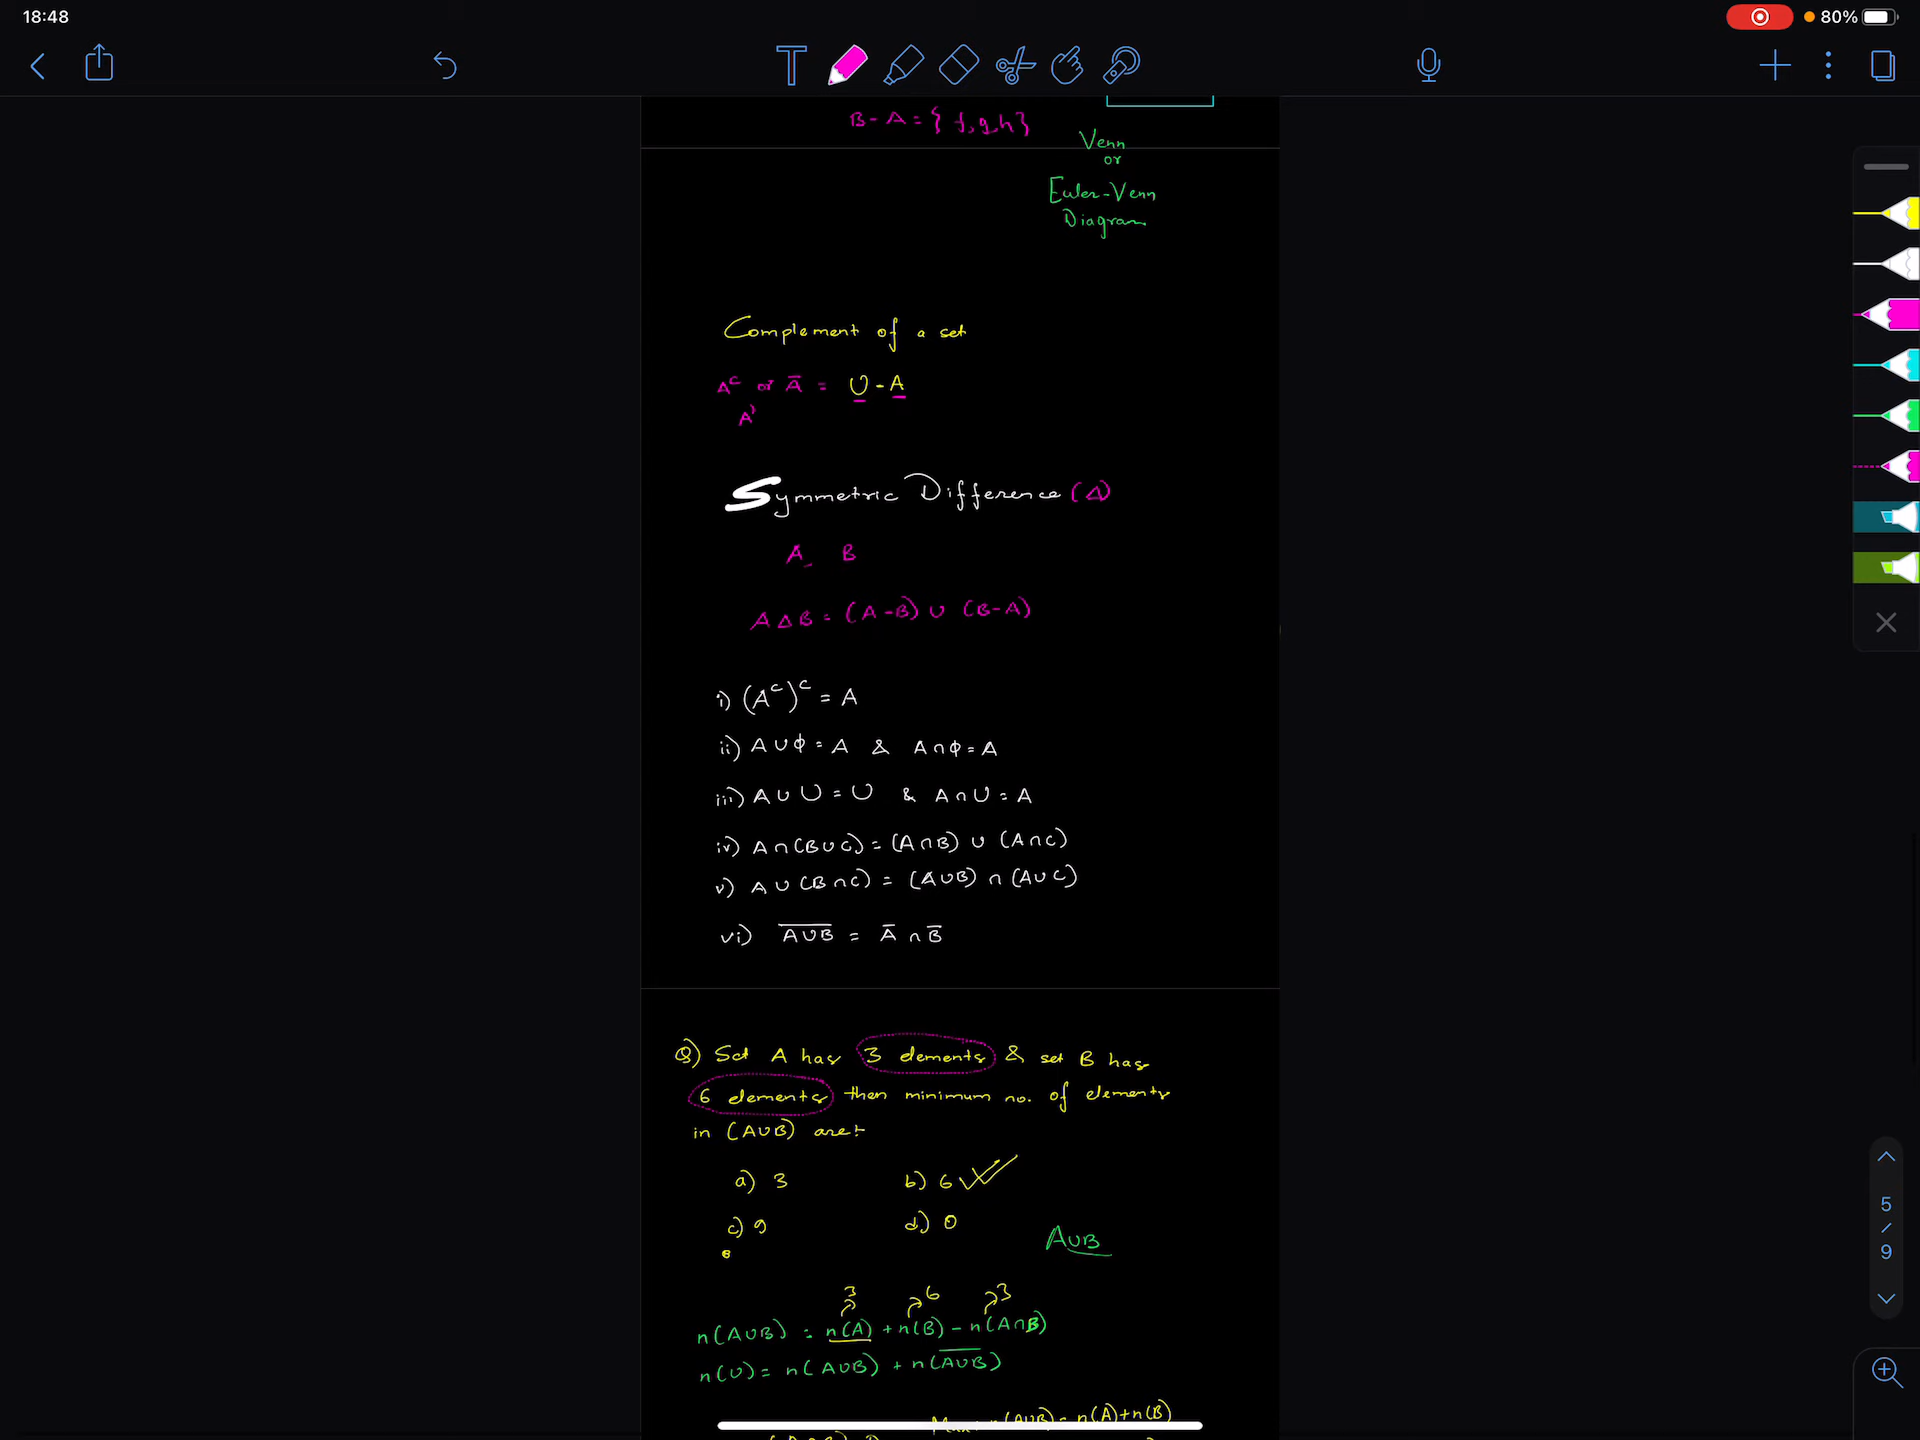 18:48
80%
B - A = { f, g, h }
Venn
or
Euler-Venn
Diagram
Complement of a set
Aᶜ or A̅ = U - A
A'
Symmetric Difference (Δ)
A B
A Δ B = (A - B) ∪ (B - A)
i) (Aᶜ)ᶜ = A
ii) A ∪ ϕ = A & A ∩ ϕ = A
iii) A ∪ U = U & A ∩ U = A
iv) A ∩ (B ∪ C) = (A ∩ B) ∪ (A ∩ C)
v) A ∪ (B ∩ C) = (A ∪ B) ∩ (A ∪ C)
vi) A̅∪̅B̅ = A̅ ∩ B̅
Q) Set A has 3 elements & set B has
6 elements then minimum no. of elements
in (A∪B) are:
a) 3 b) 6
c) 9 d) 0
A∪B
3 6 3
n(A∪B) = n(A) + n(B) - n(A∩B)
n(U) = n(A∪B) + n(A̅∪̅B̅)
n(A∪B) = n(A) + n(B)
5
/
9